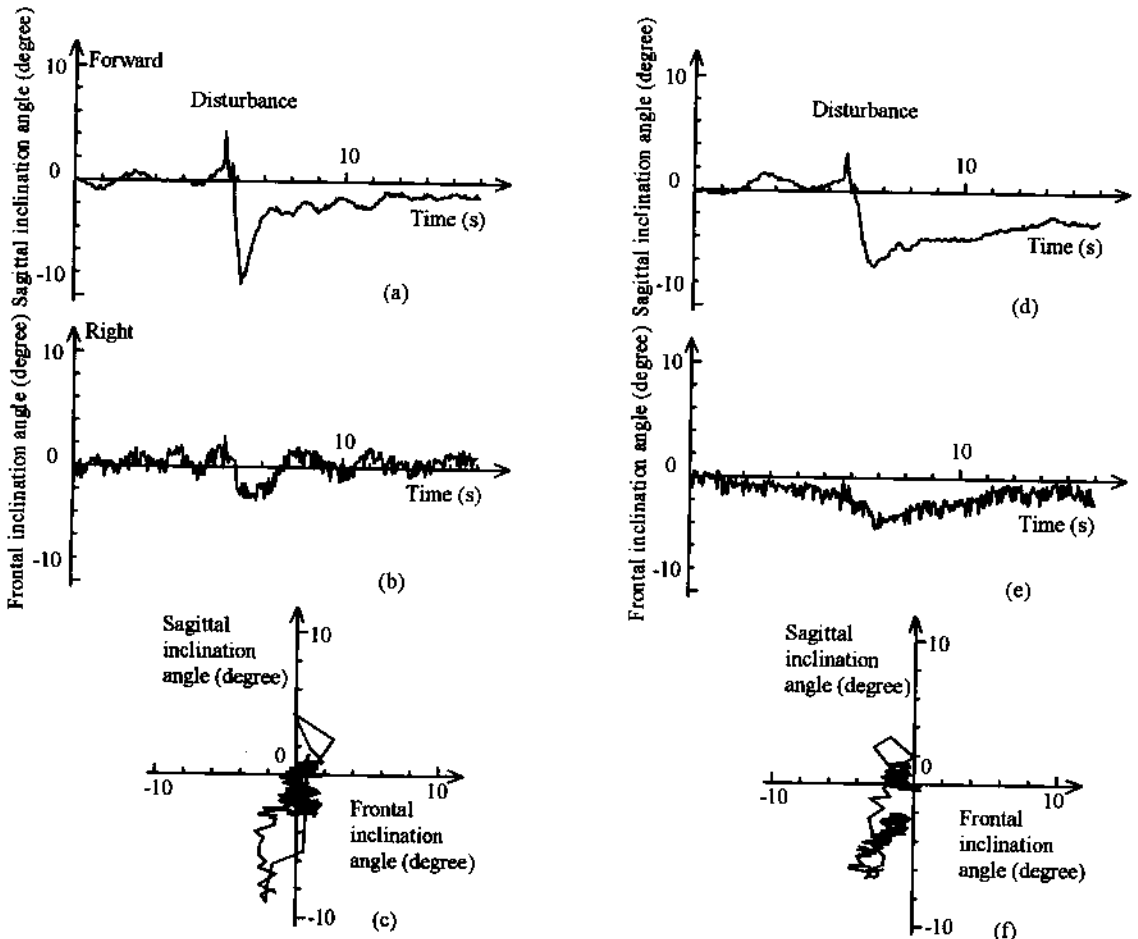 Sagittal inclination angle (degree)
10
Forward
Disturbance
0
10
Time (s)
-10
(a)
Frontal inclination angle (degree)
10
Right
0
10
Time (s)
-10
(b)
Sagittal
inclination
angle (degree)
10
0
-10
10
Frontal
inclination
angle (degree)
-10
(c)
Sagittal inclination angle (degree)
10
Disturbance
0
10
Time (s)
-10
(d)
Frontal inclination angle (degree)
10
0
10
Time (s)
-10
(e)
Sagittal
inclination
angle (degree)
10
0
-10
10
Frontal
inclination
angle (degree)
-10
(f)